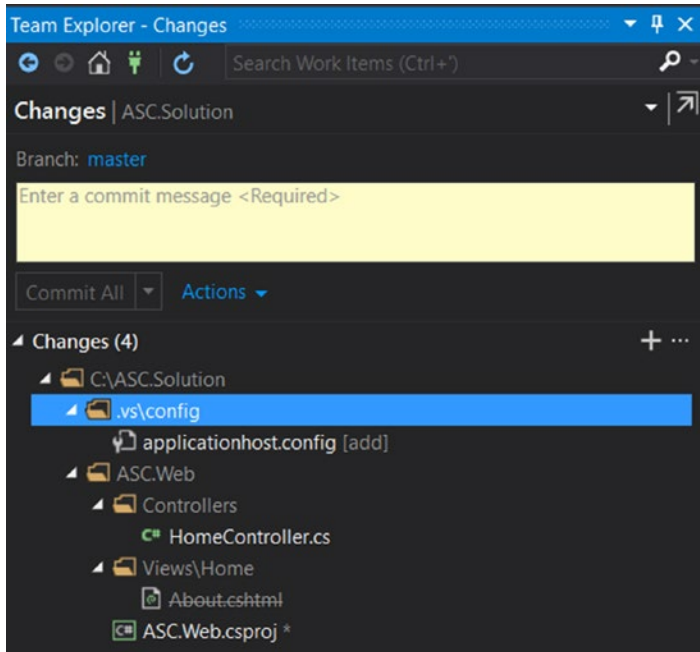 Team Explorer - Changes
Search Work Items (Ctrl+')
Changes | ASC.Solution
Branch: master
Enter a commit message <Required>
Commit All Actions
Changes (4)
C:\ASC.Solution
.vs\config
applicationhost.config [add]
ASC.Web
Controllers
C# HomeController.cs
Views\Home
About.cshtml
C# ASC.Web.csproj *